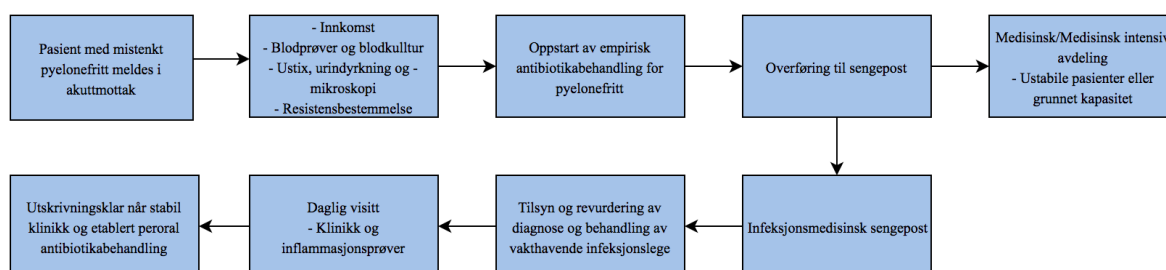 Pasient med mistenkt
pyelonefritt meldes i
akuttmottak
- Innkomst
- Blodprøver og blodkulltur
- Ustix, urindyrkning og -
mikroskopi
- Resistensbestemmelse
Oppstart av empirisk
antibiotikabehandling for
pyelonefritt
Overføring til sengepost
Medisinsk/Medisinsk intensiv
avdeling
- Ustabile pasienter eller
grunnet kapasitet
Utskrivningsklar når stabil
klinikk og etablert peroral
antibiotikabehandling
Daglig visitt
- Klinikk og
inflammasjonsprøver
Tilsyn og revurdering av
diagnose og behandling av
vakthavende infeksjonslege
Infeksjonsmedisinsk sengepost